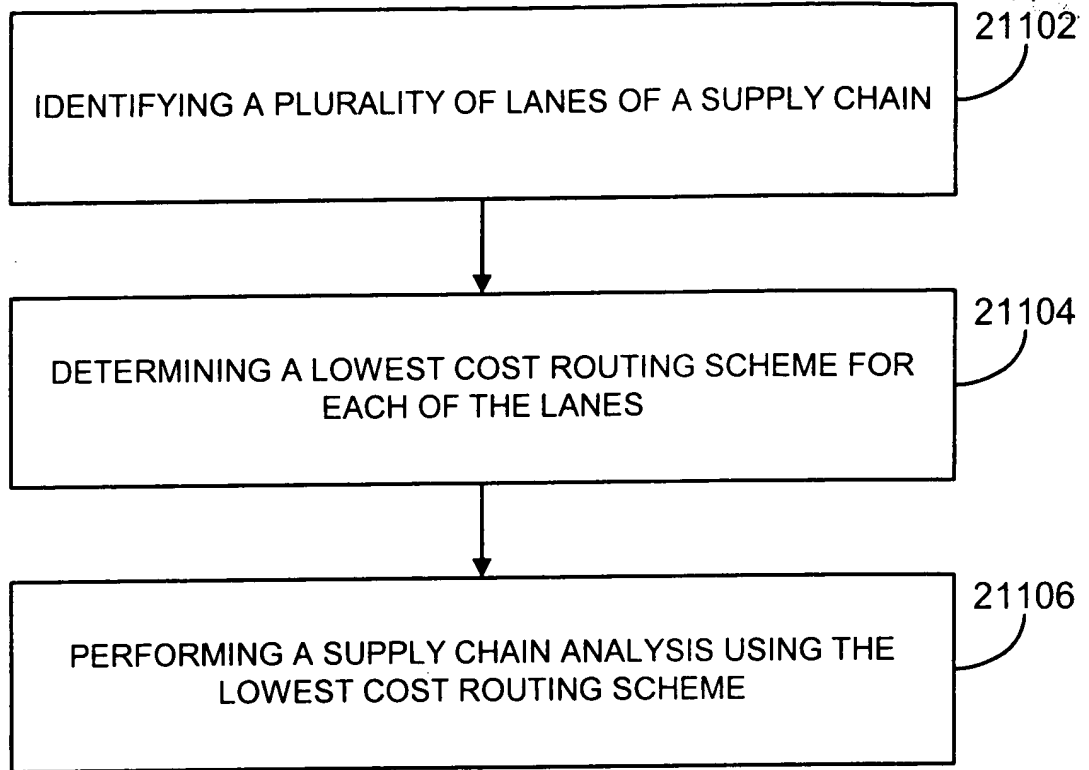 21102
IDENTIFYING A PLURALITY OF LANES OF A SUPPLY CHAIN
21104
DETERMINING A LOWEST COST ROUTING SCHEME FOR
EACH OF THE LANES
21106
PERFORMING A SUPPLY CHAIN ANALYSIS USING THE
LOWEST COST ROUTING SCHEME